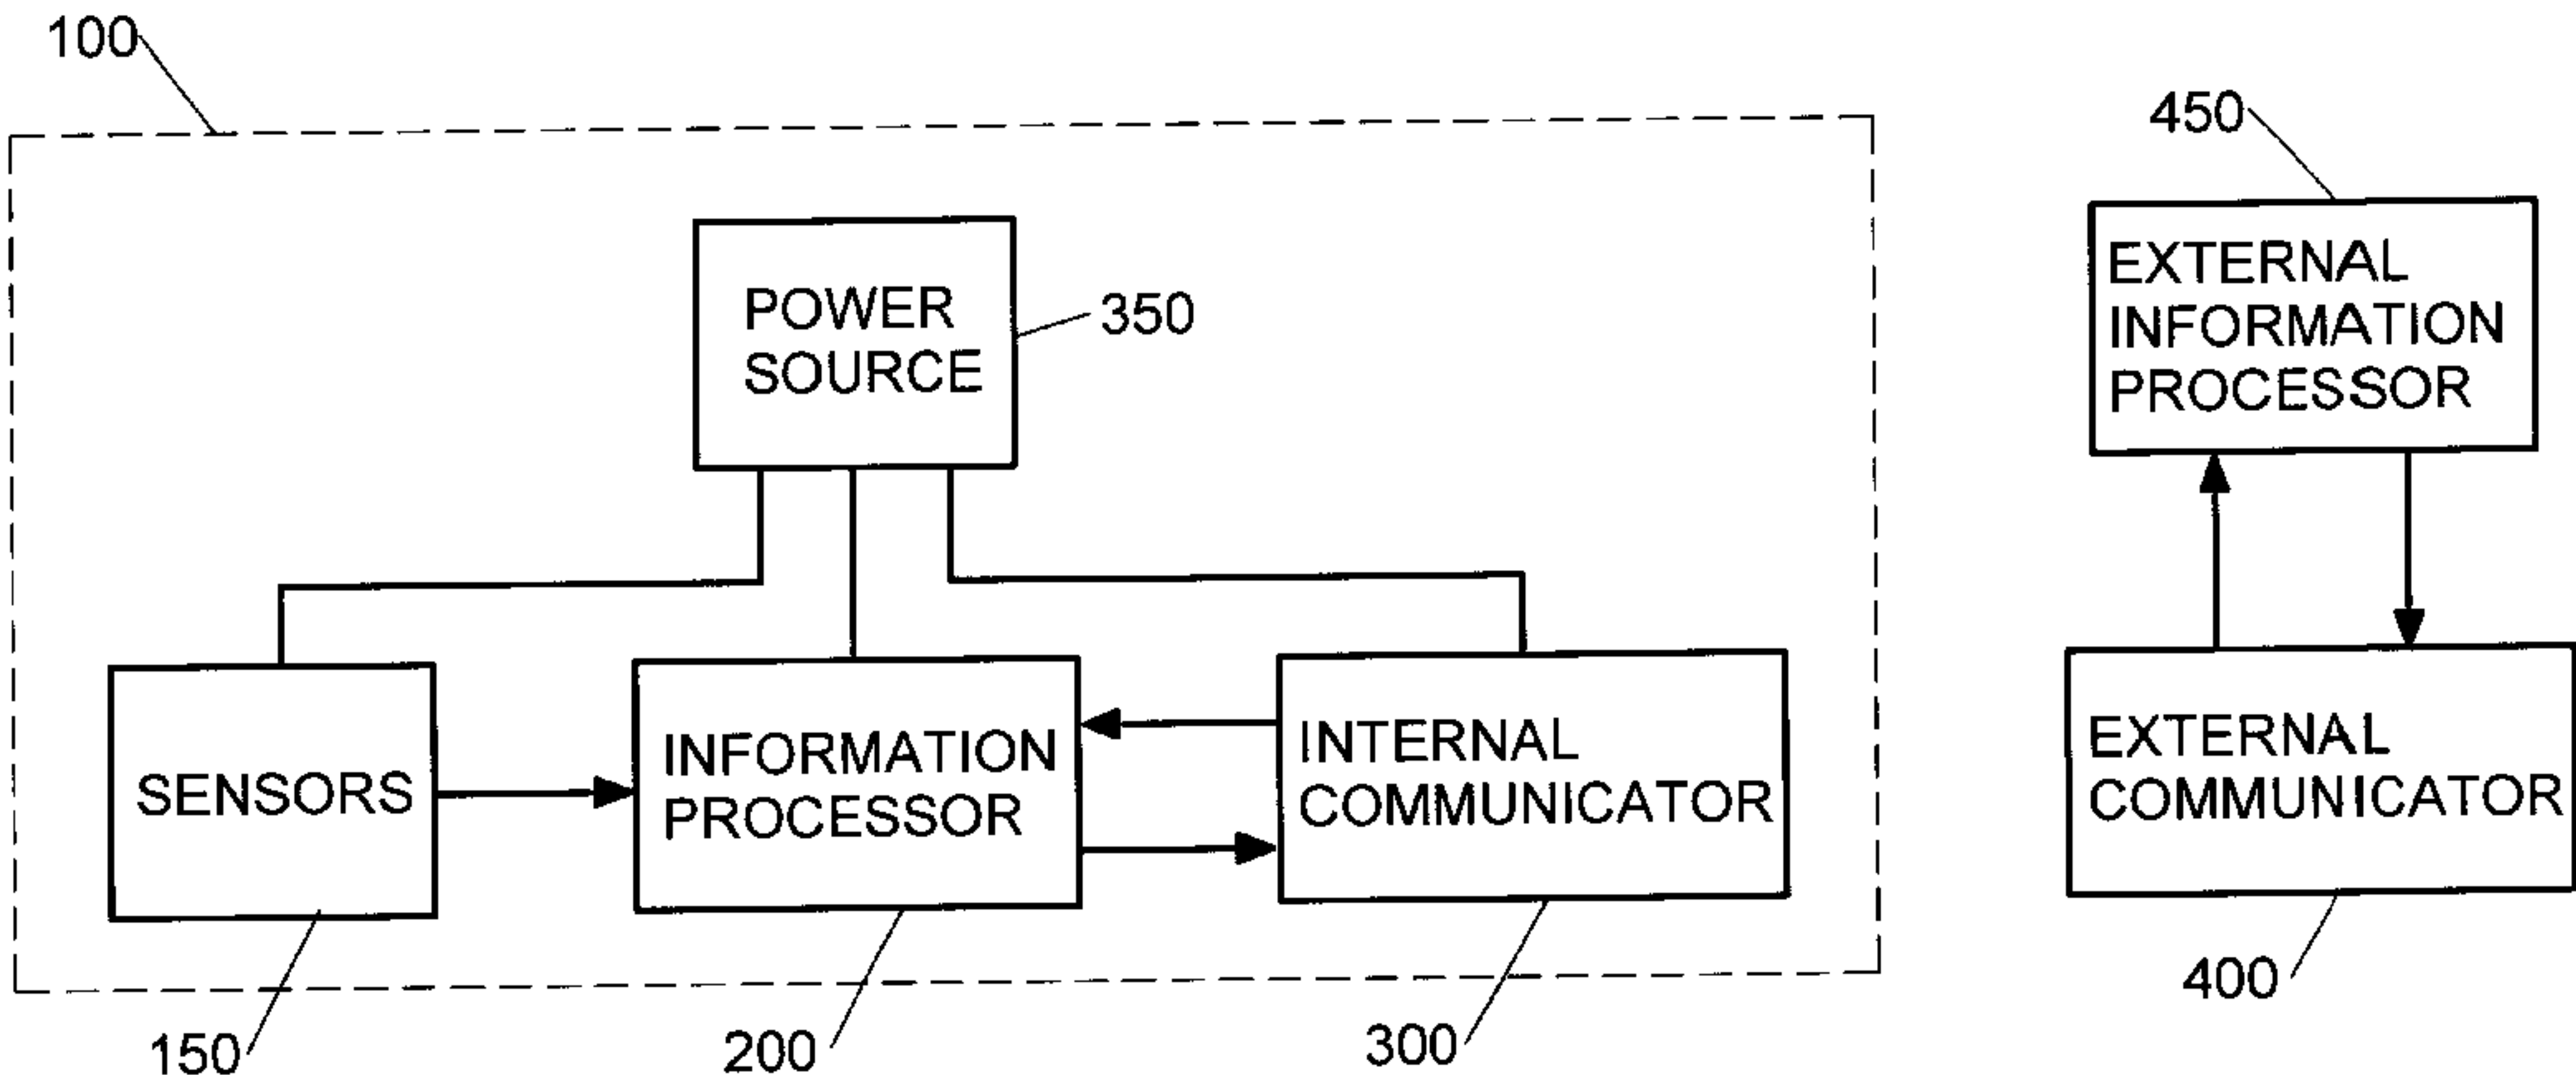 100
450
POWER
SOURCE
350
EXTERNAL
INFORMATION
PROCESSOR
SENSORS
INFORMATION
PROCESSOR
INTERNAL
COMMUNICATOR
EXTERNAL
COMMUNICATOR
150
200
300
400